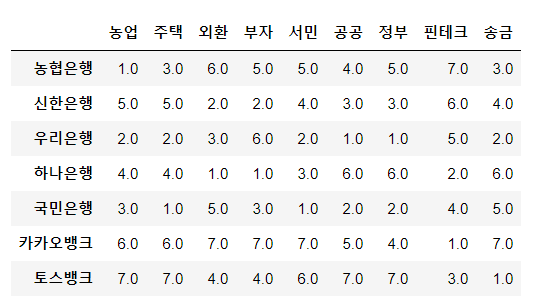 농업 주택 외환 부자 서민 공공 정부 핀테크 송금
농협은행 1.0 3.0 6.0 5.0 5.0 4.0 5.0 7.0 3.0
신한은행 5.0 5.0 2.0 2.0 4.0 3.0 3.0 6.0 4.0
우리은행 2.0 2.0 3.0 6.0 2.0 1.0 1.0 5.0 2.0
하나은행 4.0 4.0 1.0 1.0 3.0 6.0 6.0 2.0 6.0
국민은행 3.0 1.0 5.0 3.0 1.0 2.0 2.0 4.0 5.0
카카오뱅크 6.0 6.0 7.0 7.0 7.0 5.0 4.0 1.0 7.0
토스뱅크 7.0 7.0 4.0 4.0 6.0 7.0 7.0 3.0 1.0